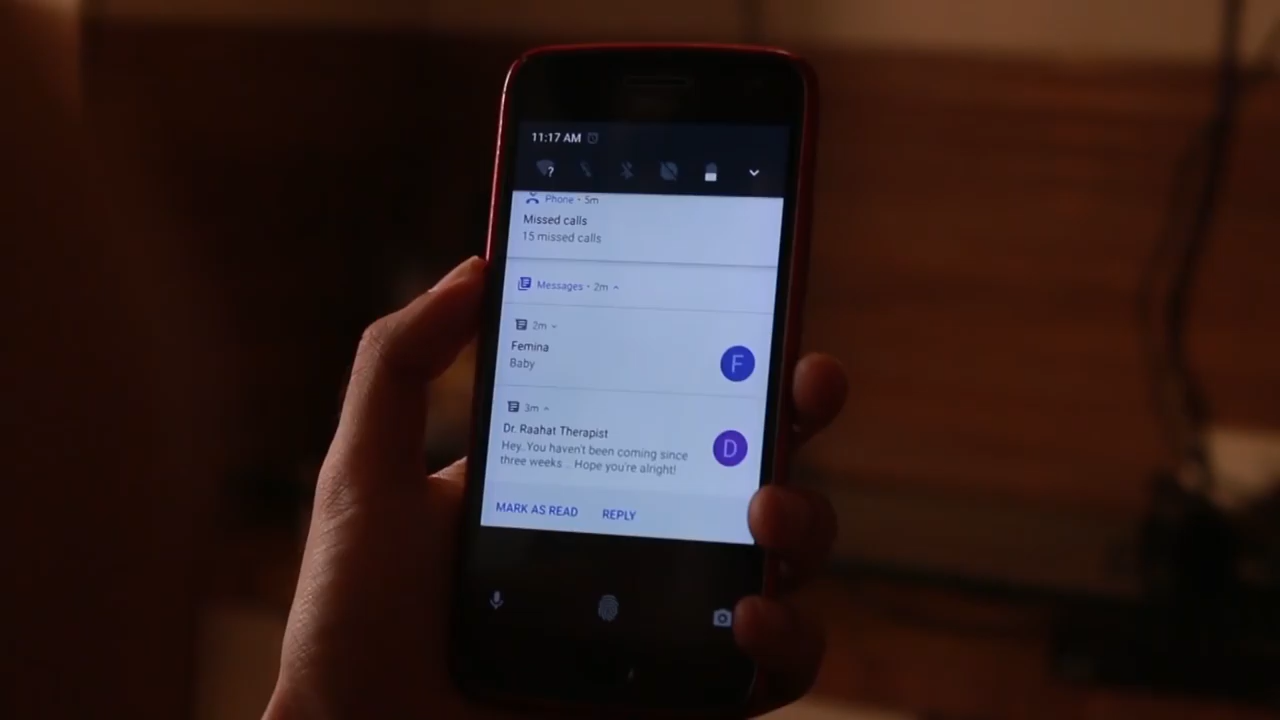 11:17 AM
?
Phone • 5m
Missed calls
15 missed calls
Messages • 2m
2m
Femina
Baby
F
3m
Dr. Raahat Therapist
Hey. You haven't been coming since
three weeks .. Hope you're alright!
D
MARK AS READ REPLY